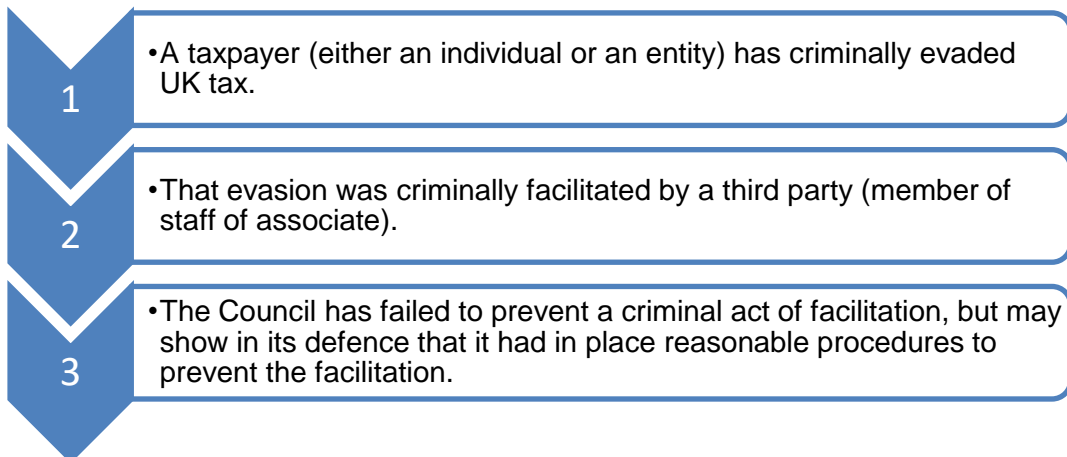 1
•A taxpayer (either an individual or an entity) has criminally evaded
UK tax.
2
•That evasion was criminally facilitated by a third party (member of
staff of associate).
3
•The Council has failed to prevent a criminal act of facilitation, but may
show in its defence that it had in place reasonable procedures to
prevent the facilitation.